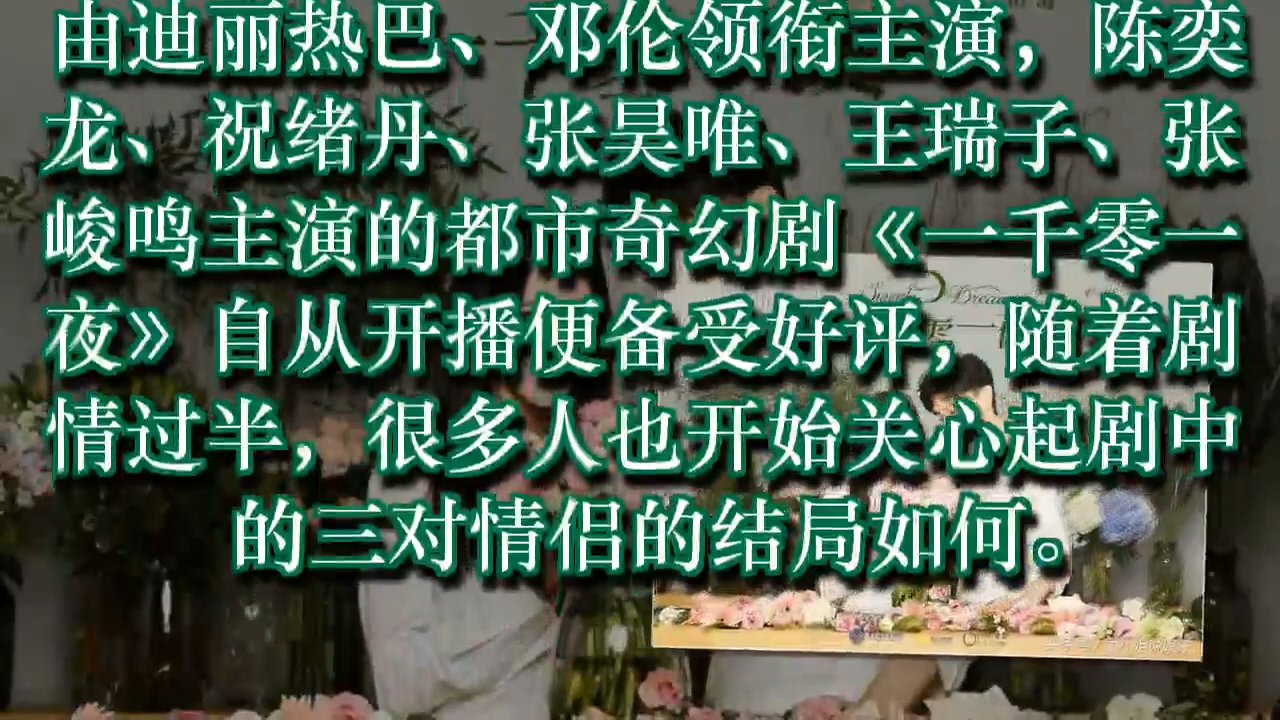 由迪丽热巴、邓伦领衔主演，陈奕
龙、祝绪丹、张昊唯、王瑞子、张
峻鸣主演的都市奇幻剧《一千零一
夜》自从开播便备受好评，随着剧
情过半，很多人也开始关心起剧中
的三对情侣的结局如何。